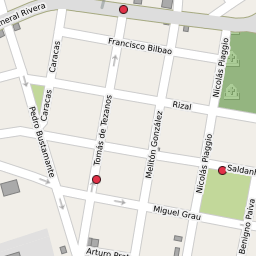 neral Rivera
Caracas
Francisco Bilbao
Nicolás Piaggio
Rizal
Caracas
Tomás de Tezanos
Melitón González
Pedro Bustamante
Nicolás Piaggio
Saldanh
Miguel Grau
Benigno Paiva
Arturo Prat